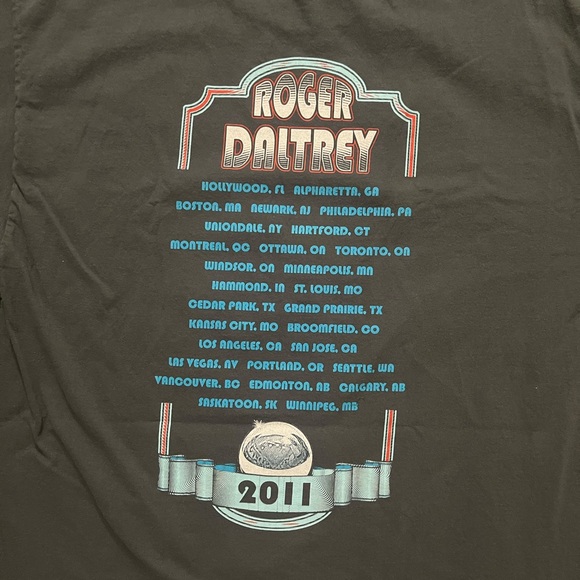 ROGER
DALTREY
HOLLYWOOD, FL ALPHARETTA, GA
BOSTON, MA NEWARK, NJ PHILADELPHIA, PA
UNIONDALE, NY HARTFORD, CT
MONTREAL, QC OTTAWA, ON TORONTO, ON
WINDSOR, ON MINNEAPOLIS, MN
HAMMOND, IN ST. LOUIS, MO
CEDAR PARK, TX GRAND PRAIRIE, TX
KANSAS CITY, MO BROOMFIELD, CO
LOS ANGELES, CA SAN JOSE, CA
LAS VEGAS, NV PORTLAND, OR SEATTLE, WA
VANCOUVER, BC EDMONTON, AB CALGARY, AB
SASKATOON, SK WINNIPEG, MB
2011